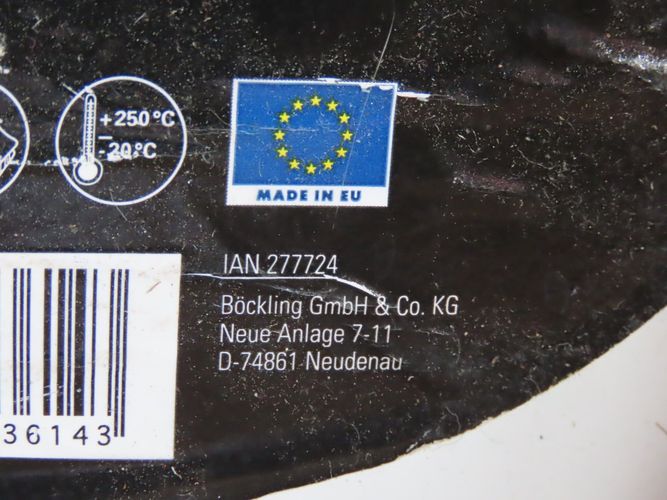 +250°C
-20°C
MADE IN EU
IAN 277724
Böckling GmbH & Co. KG
Neue Anlage 7-11
D-74861 Neudenau
36143